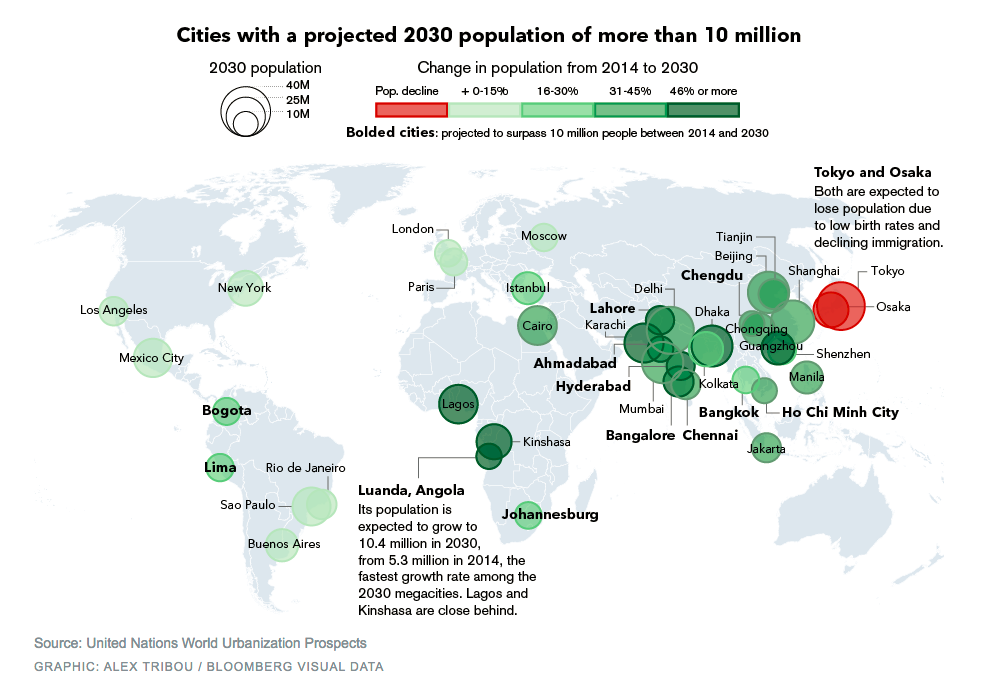 Cities with a projected 2030 population of more than 10 million
2030 population
40M
25M
10M
Change in population from 2014 to 2030
Pop. decline
+ 0-15%
16-30%
31-45%
46% or more
Bolded cities: projected to surpass 10 million people between 2014 and 2030
Tokyo and Osaka
Both are expected to
lose population due
to low birth rates and
declining immigration.
London
Moscow
Paris
Istanbul
Cairo
New York
Los Angeles
Mexico City
Tianjin
Beijing
Chengdu
Shanghai
Tokyo
Osaka
Delhi
Lahore
Karachi
Dhaka
Chongqing
Guangzhou
Shenzhen
Ahmadabad
Hyderabad
Kolkata
Manila
Mumbai
Bangkok
Ho Chi Minh City
Bangalore
Chennai
Jakarta
Bogota
Lagos
Kinshasa
Lima
Rio de Janeiro
Sao Paulo
Buenos Aires
Johannesburg
Luanda, Angola
Its population is
expected to grow to
10.4 million in 2030,
from 5.3 million in 2014, the
fastest growth rate among the
2030 megacities. Lagos and
Kinshasa are close behind.
Source: United Nations World Urbanization Prospects
GRAPHIC: ALEX TRIBOU / BLOOMBERG VISUAL DATA